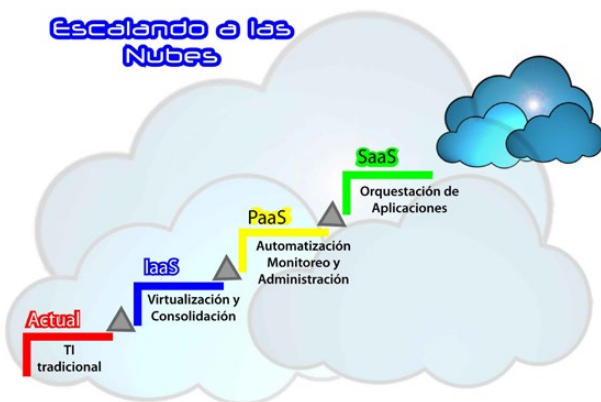 Escalando a las
Nubes
SaaS
Orquestación de
Aplicaciones
PaaS
Automatización
Monitoreo y
Administración
IaaS
Virtualización y
Consolidación
Actual
TI
tradicional